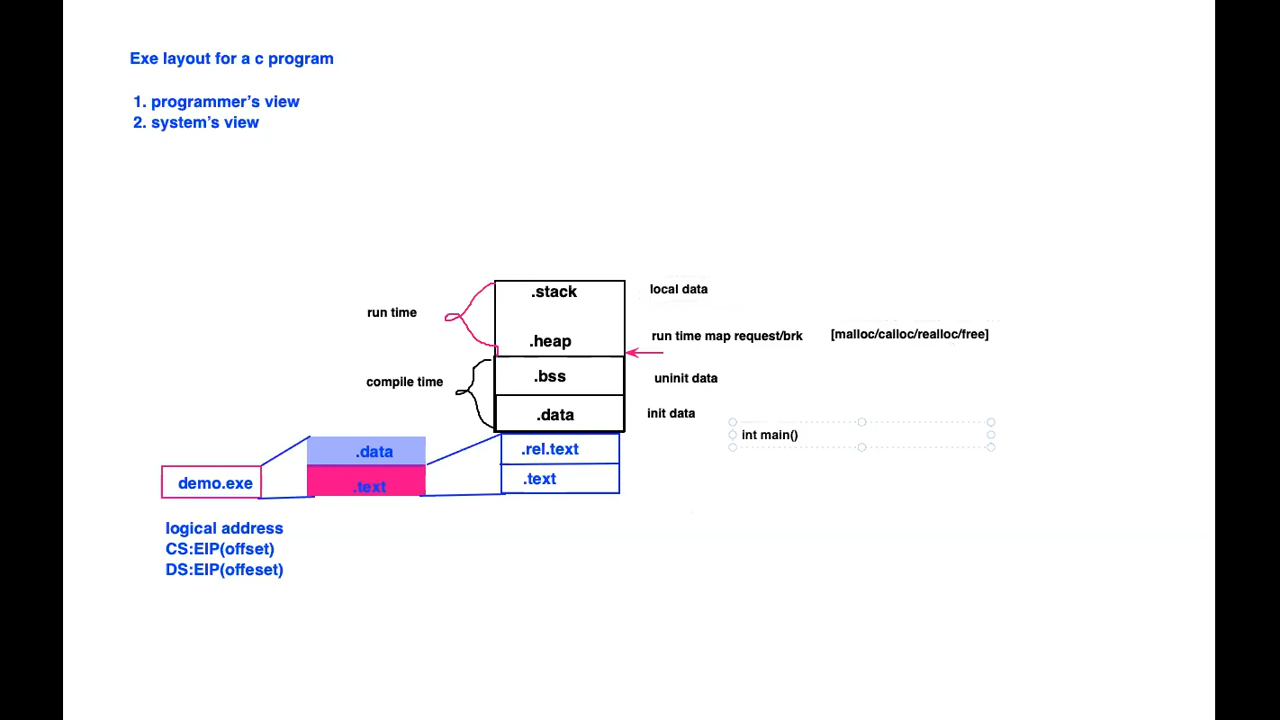 Exe layout for a c program
1. programmer's view
2. system's view
.stack
local data
run time
.heap
run time map request/brk
[malloc/calloc/realloc/free]
.bss
uninit data
compile time
.data
init data
int main()
.data
.rel.text
demo.exe
.text
.text
logical address
CS:EIP(offset)
DS:EIP(offeset)